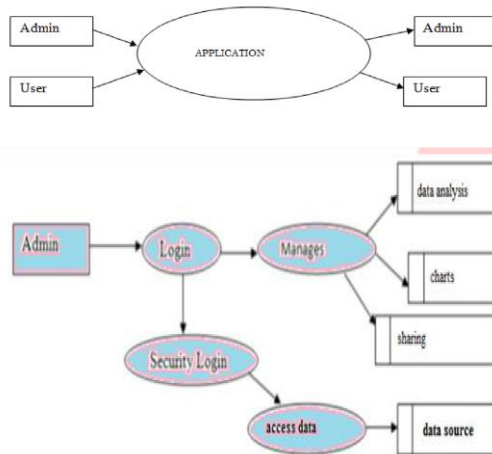 Admin
Admin
APPLICATION
User
User
data analysis
Admin
Login
Manages
charts
sharing
Security Login
access data
data source